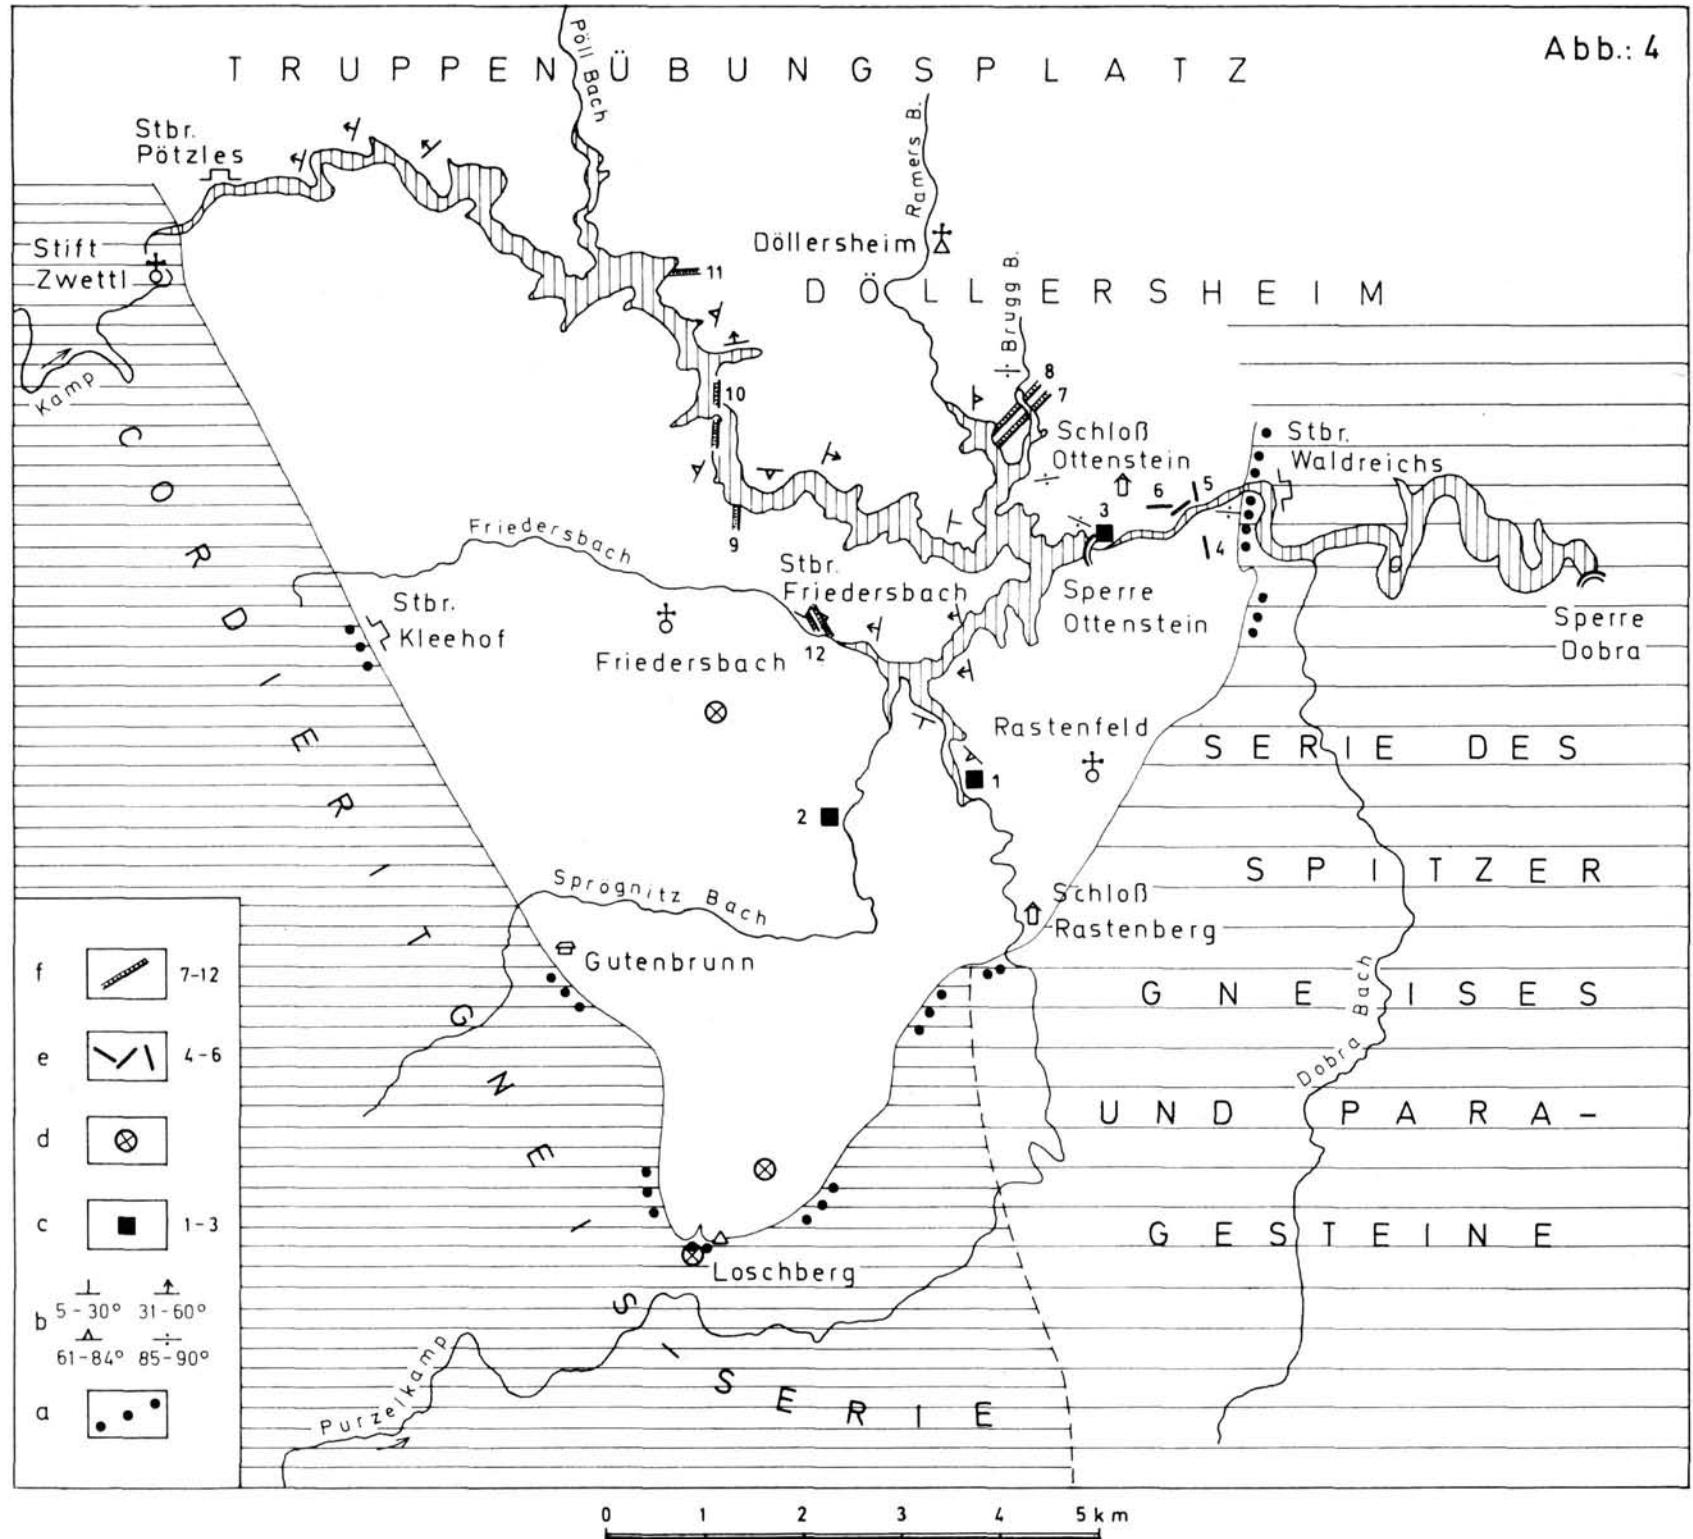 Abb.: 4
TRUPPENÜBUNGSPLATZ
Pöll Bach
Stbr.
Pötzles
Ramers B.
Döllersheim
DÖLLERSHEIM
Brugg B.
Stift
Zwettl
Kamp
11
10
8
7
Schloß
Ottenstein
Stbr.
Waldreichs
6
5
3
4
9
Friedersbach
Stbr.
Friedersbach
12
Sperre
Ottenstein
Sperre
Dobra
Stbr.
Kleehof
Friedersbach
Rastenfeld
1
2
CORDIERITGNEISSERIE
SERIE DES
SPITZER
GNEISES
UND PARA-
GESTEINE
Sprögnitz Bach
Schloß
Rastenberg
Gutenbrunn
Dobra Bach
Loschberg
Purzelkamp
f 7-12
e 4-6
d
c 1-3
b 5-30° 31-60°
61-84° 85-90°
a
0 1 2 3 4 5 km